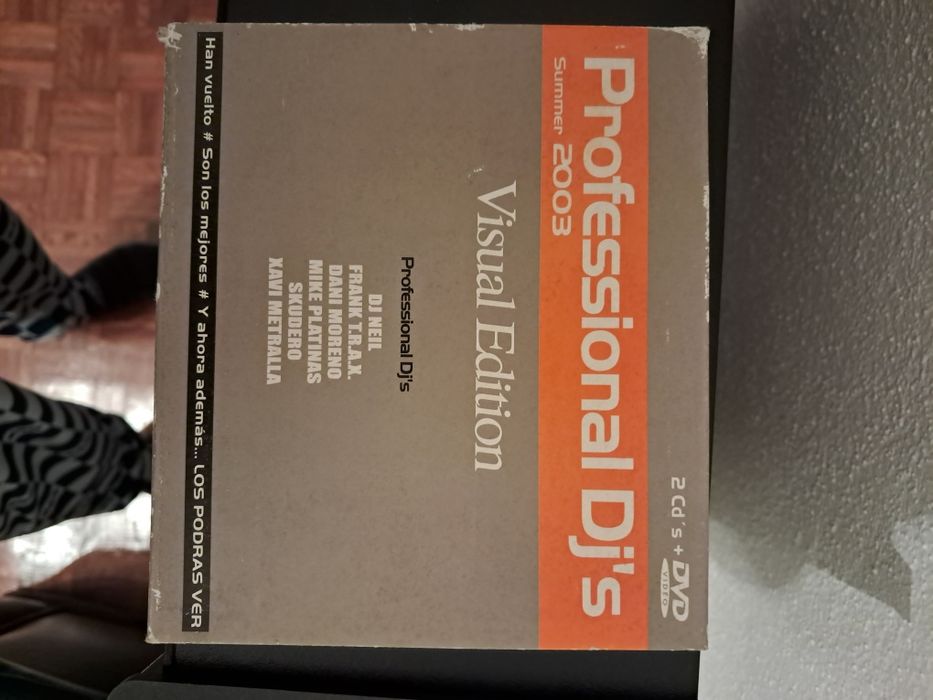 2 Cd's + DVD
VIDEO
Professional Dj's
Summer 2003
Visual Edition
Professional Dj's
DJ NEIL
FRANK T.R.A.X.
DANI MORENO
MIKE PLATINAS
SKUDERO
XAVI METRALLA
Han vuelto # Son los mejores # Y ahora además... LOS PODRAS VER